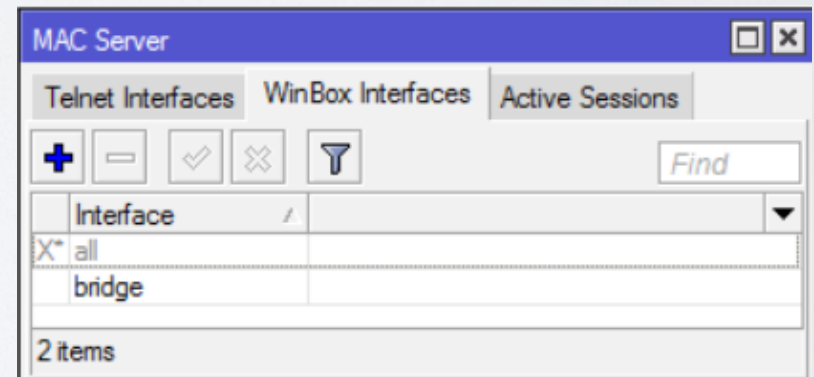 MAC Server
Telnet Interfaces WinBox Interfaces Active Sessions
Find
Interface
X* all
bridge
2 items